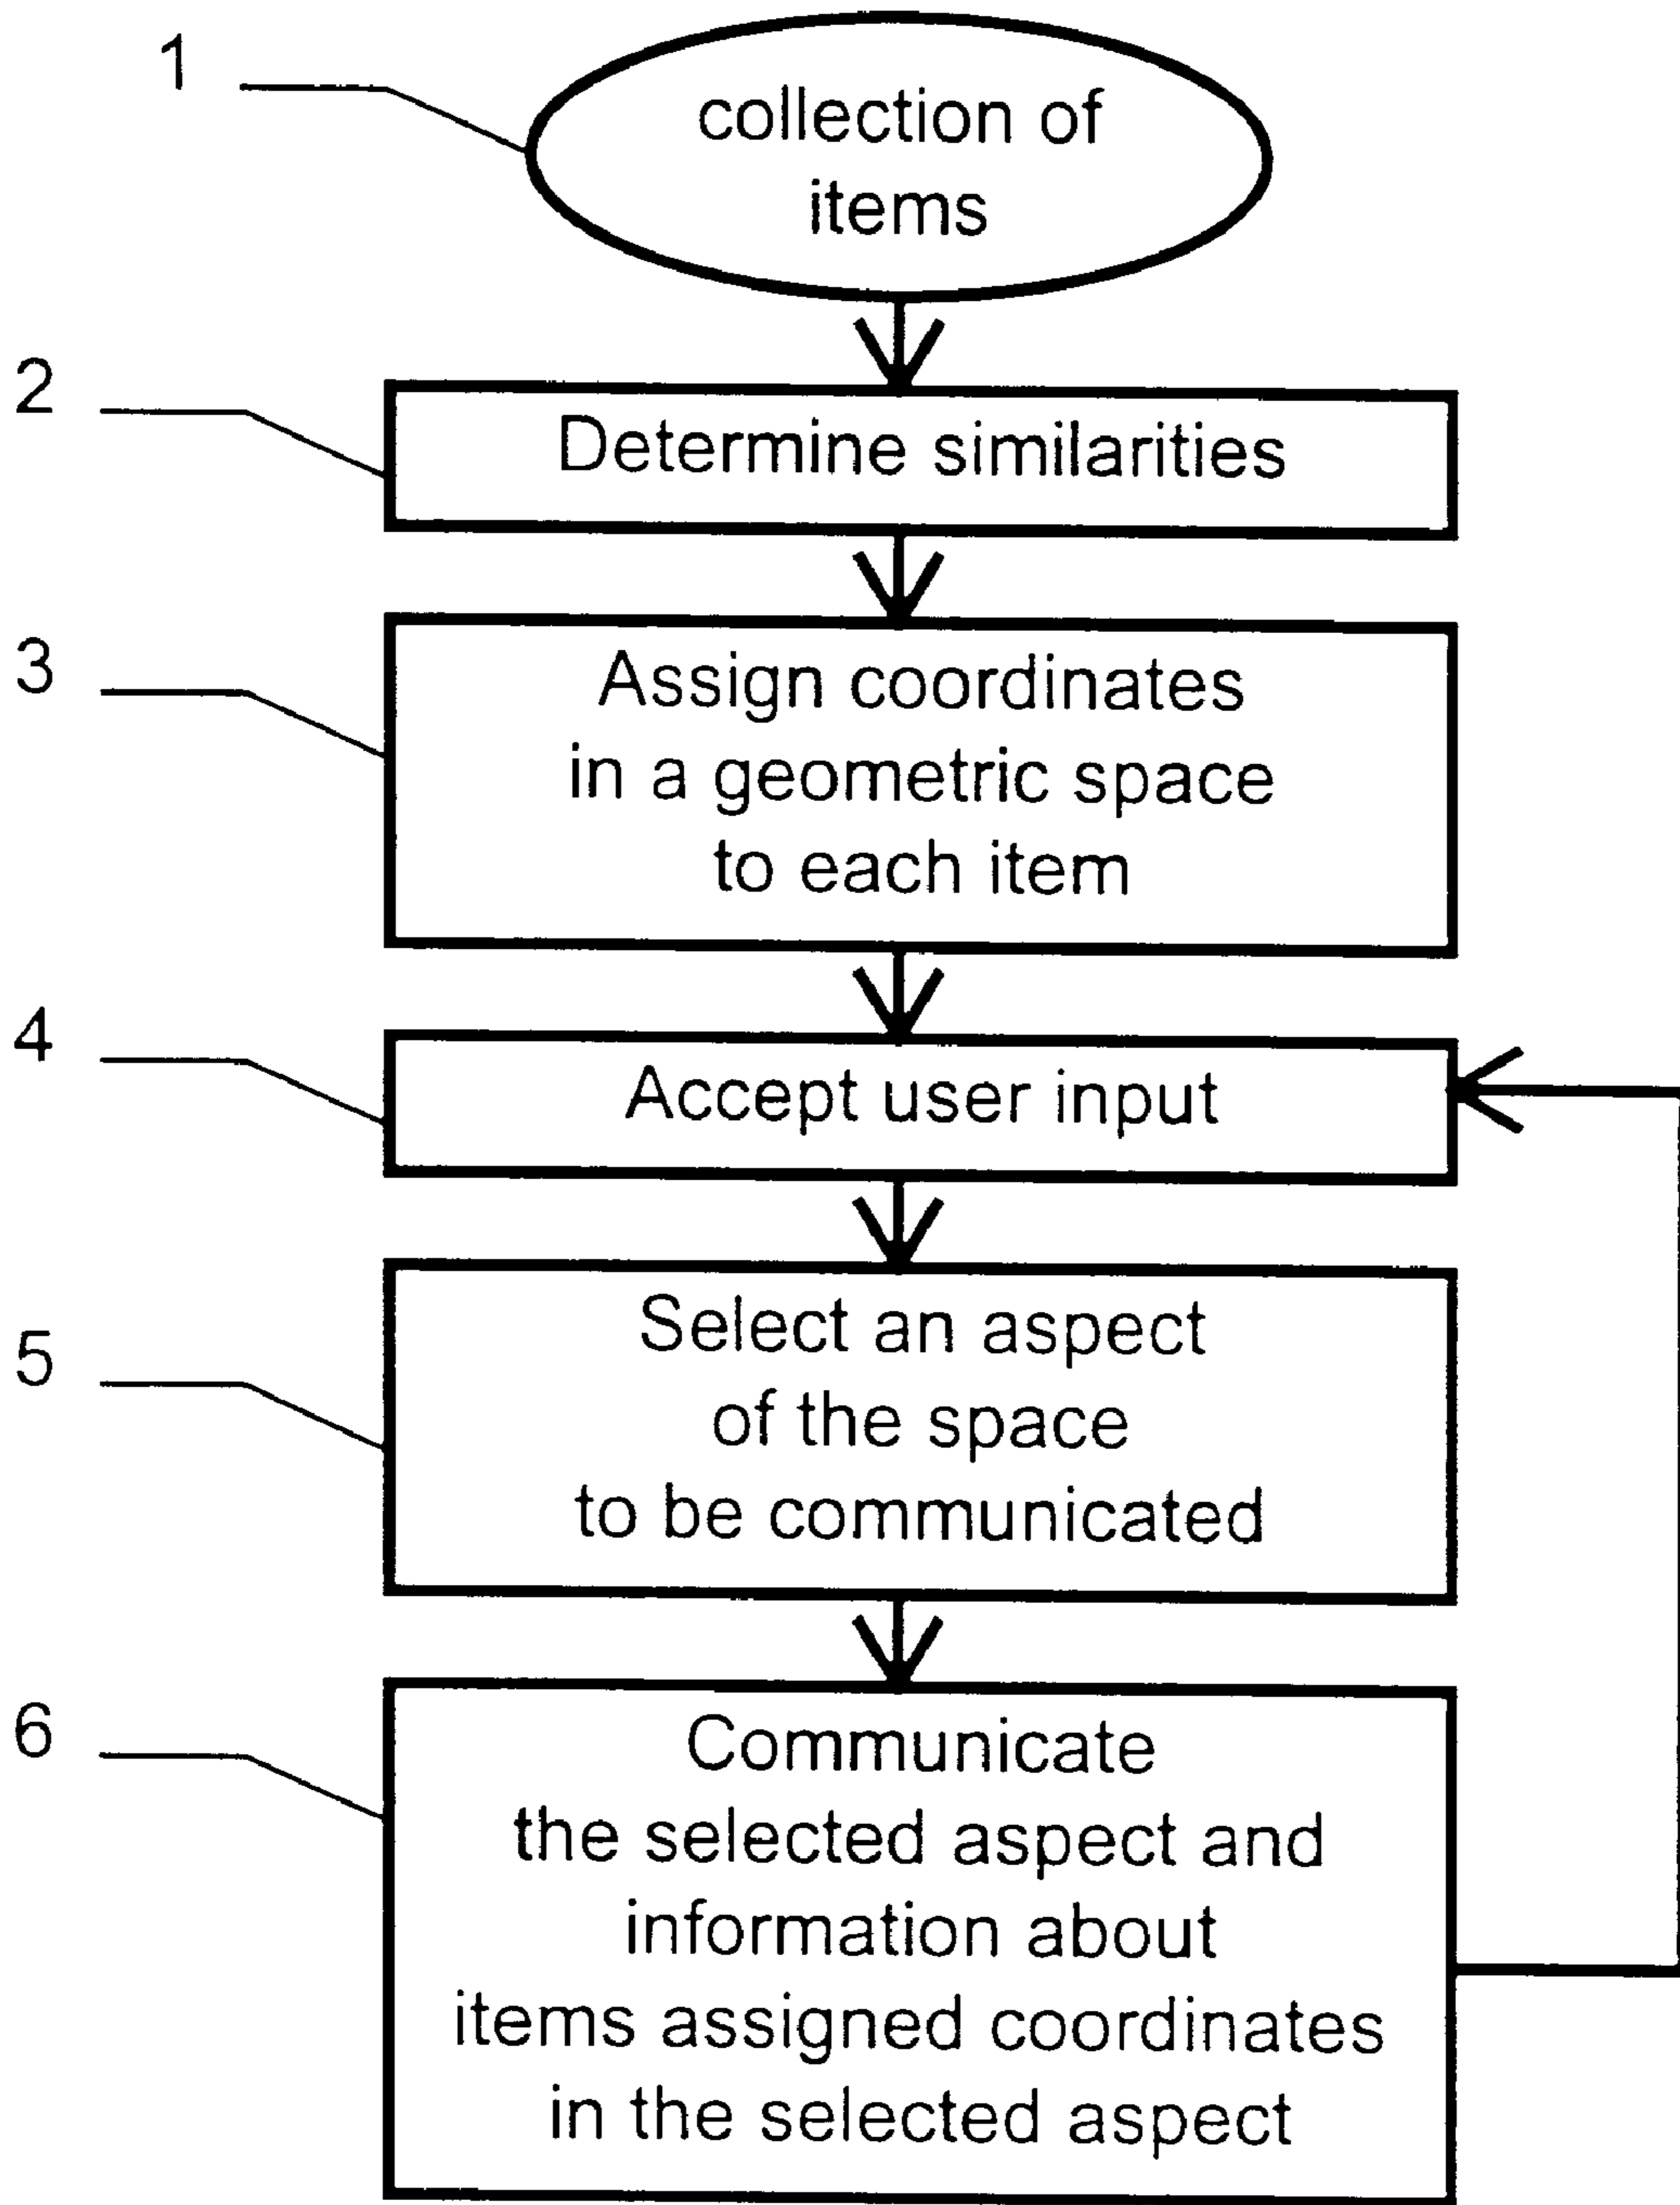 1
collection of
items
2
Determine similarities
3
Assign coordinates
in a geometric space
to each item
4
Accept user input
5
Select an aspect
of the space
to be communicated
6
Communicate
the selected aspect and
information about
items assigned coordinates
in the selected aspect